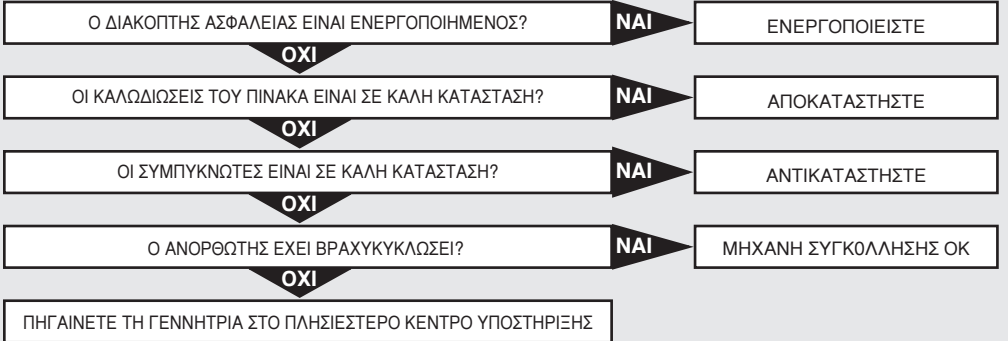 Ο ΔΙΑΚΟΠΤΗΣ ΑΣΦΑΛΕΙΑΣ ΕΙΝΑΙ ΕΝΕΡΓΟΠΟΙΗΜΕΝΟΣ?
ΝΑΙ
ΕΝΕΡΓΟΠΟΙΕΙΣΤΕ
ΟΧΙ
ΟΙ ΚΑΛΩΔΙΩΣΕΙΣ ΤΟΥ ΠΙΝΑΚΑ ΕΙΝΑΙ ΣΕ ΚΑΛΗ ΚΑΤΑΣΤΑΣΗ?
ΝΑΙ
ΑΠΟΚΑΤΑΣΤΗΣΤΕ
ΟΧΙ
ΟΙ ΣΥΜΠΥΚΝΩΤΕΣ ΕΙΝΑΙ ΣΕ ΚΑΛΗ ΚΑΤΑΣΤΑΣΗ?
ΝΑΙ
ΑΝΤΙΚΑΤΑΣΤΗΣΤΕ
ΟΧΙ
Ο ΑΝΟΡΘΩΤΗΣ ΕΧΕΙ ΒΡΑΧΥΚΥΚΛΩΣΕΙ?
ΝΑΙ
ΜΗΧΑΝΗ ΣΥΓΚ0ΛΛΗΣΗΣ ΟΚ
ΟΧΙ
ΠΗΓΑΙΝΕΤΕ ΤΗ ΓΕΝΝΗΤΡΙΑ ΣΤΟ ΠΛΗΣΙΕΣΤΕΡΟ ΚΕΝΤΡΟ ΥΠΟΣΤΗΡΙΞΗΣ